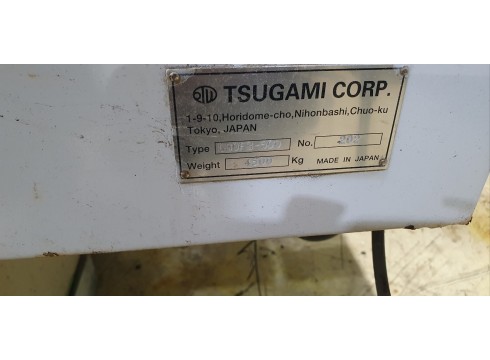 TSUGAMI CORP.
1-9-10,Horidome-cho,Nihonbashi,Chuo-ku
Tokyo, JAPAN
Type No. 202
Weight Kg MADE IN JAPAN